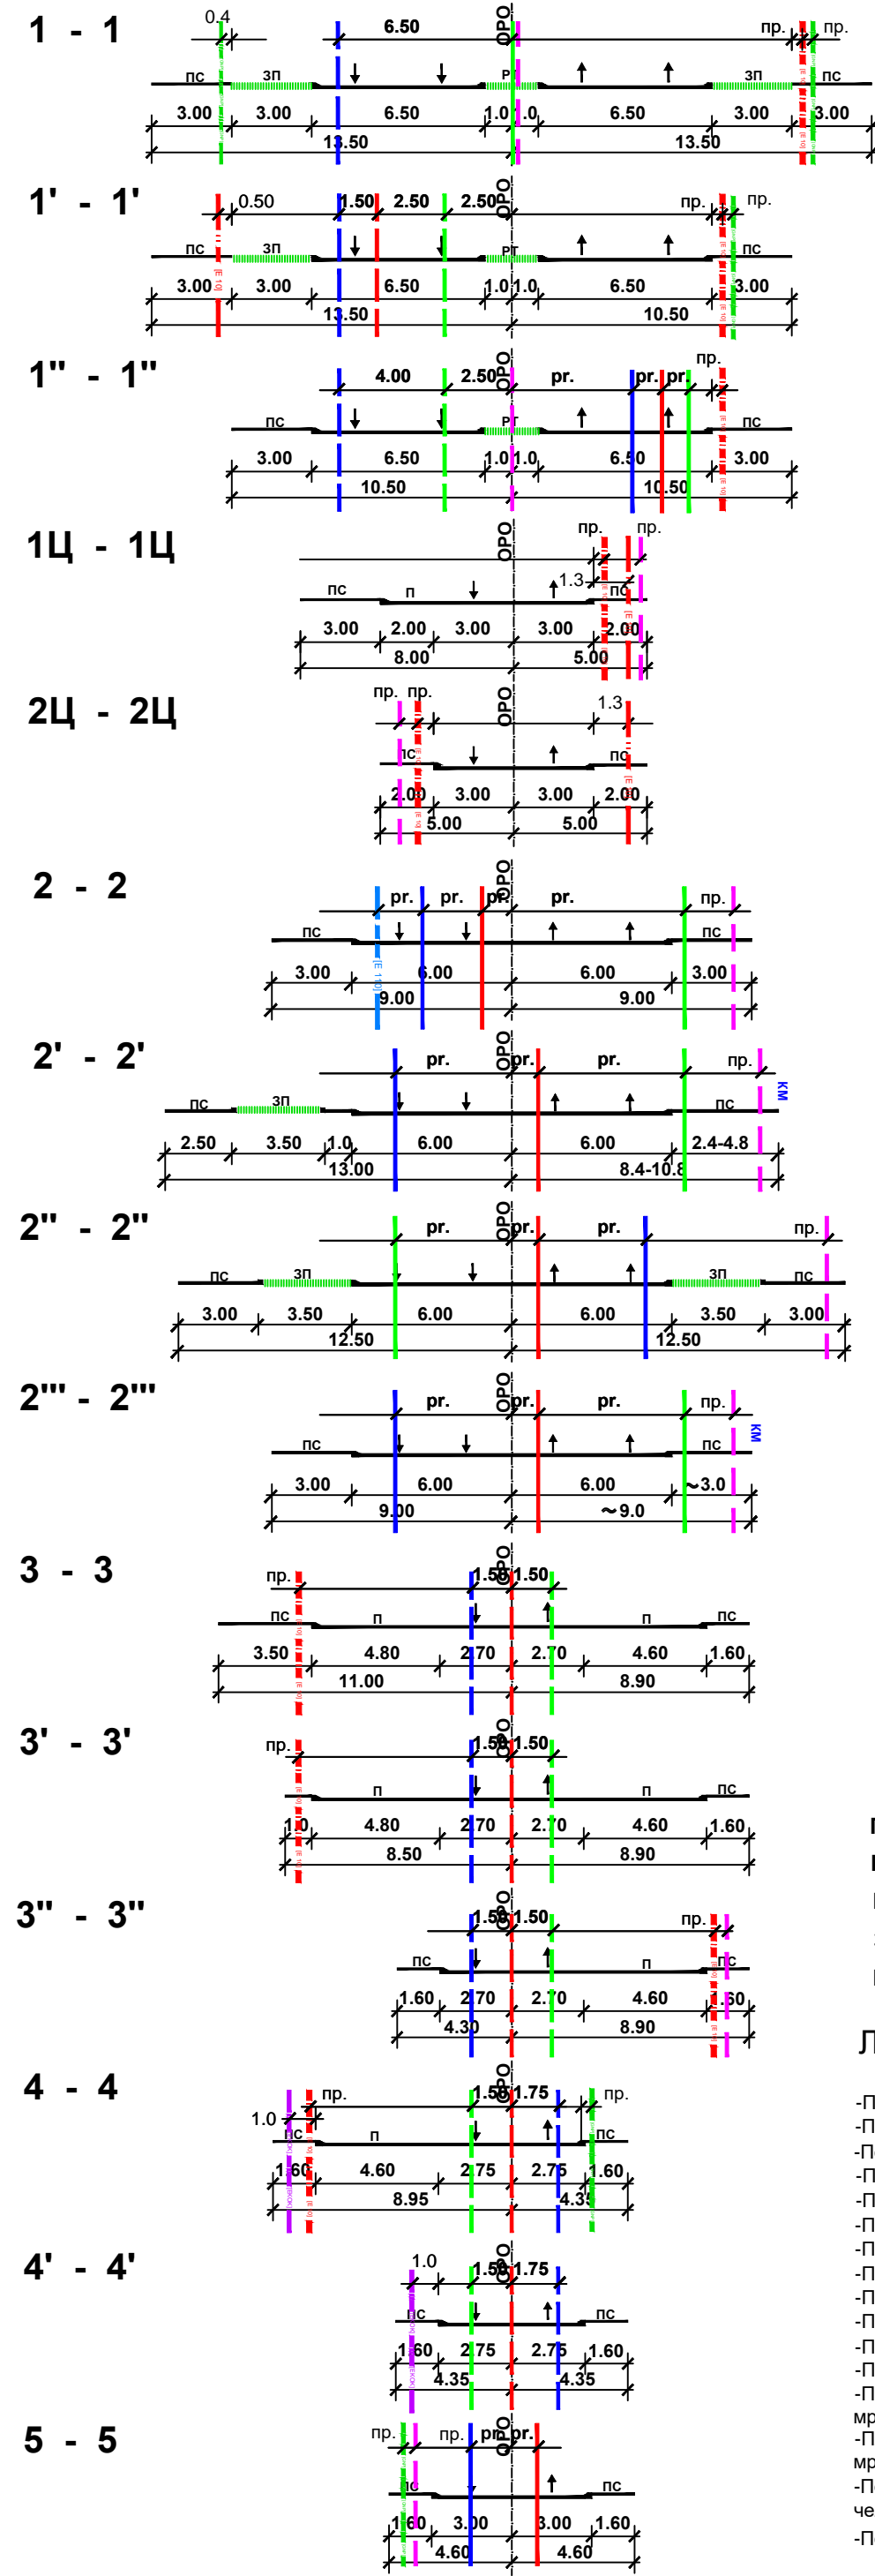 1 - 1
0.4 6.50 ОРО пр. пр.
ПС ЗП РТ ЗП ПС
3.00 3.00 6.50 1.0 1.0 6.50 3.00 3.00
13.50 13.50
1' - 1'
0.50 1.50 2.50 2.50 ОРО пр. пр.
ПС ЗП РТ ПС
3.00 3.00 6.50 1.0 1.0 6.50 3.00
13.50 10.50
1'' - 1''
4.00 2.50 ОРО pr. pr. pr. пр.
ПС РТ ПС
3.00 6.50 1.0 1.0 6.50 3.00
10.50 10.50
1Ц - 1Ц
ОРО пр. пр.
ПС П 1.3 ПС
3.00 2.00 3.00 3.00 2.00
8.00 5.00
2Ц - 2Ц
пр. пр. ОРО 1.3
ПС ПС
2.00 3.00 3.00 2.00
5.00 5.00
2 - 2
pr. pr. pr. ОРО pr. пр.
ПС ПС
3.00 6.00 6.00 3.00
9.00 9.00
2' - 2'
pr. ОРО pr. pr. пр. КМ
ПС ЗП ПС
2.50 3.50 1.0 6.00 6.00 2.4-4.8
13.00 8.4-10.8
2'' - 2''
pr. ОРО pr. pr. пр.
ПС ЗП ЗП ПС
3.00 3.50 6.00 6.00 3.50 3.00
12.50 12.50
2''' - 2'''
pr. ОРО pr. pr. пр. КМ
ПС ПС
3.00 6.00 6.00 ~3.0
9.00 ~9.0
3 - 3
пр. 1.50 ОРО 1.50
ПС П П ПС
3.50 4.80 2.70 2.70 4.60 1.60
11.00 8.90
3' - 3'
пр. 1.50 ОРО 1.50
П П ПС
1.0 4.80 2.70 2.70 4.60 1.60
8.50 8.90
3'' - 3''
1.50 ОРО 1.50 пр.
ПС П ПС
1.60 2.70 2.70 4.60 1.60
4.30 8.90
4 - 4
1.0 пр. 1.50 ОРО 1.75 пр.
ПС П ПС
1.60 4.60 2.75 2.75 1.60
8.95 4.35
4' - 4'
1.0 1.50 ОРО 1.75
ПС ПС
1.60 2.75 2.75 1.60
4.35 4.35
5 - 5
пр. пр. pr. ОРО pr.
ПС ПС
1.60 3.00 3.00 1.60
4.60 4.60